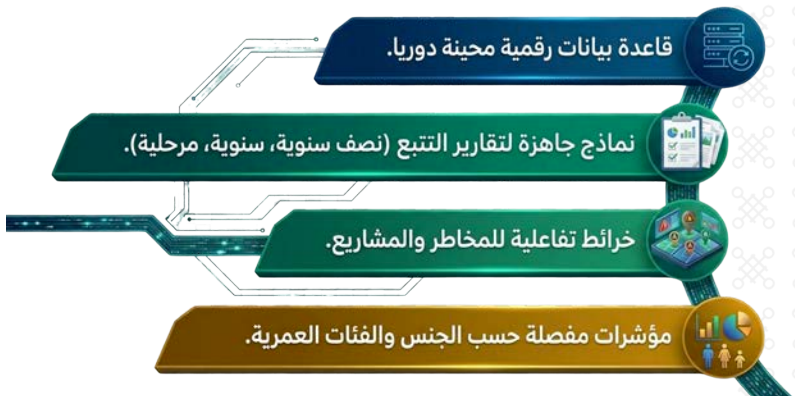 قاعدة بيانات رقمية محينة دوريا.
نماذج جاهزة لتقارير التتبع (نصف سنوية، سنوية، مرحلية).
خرائط تفاعلية للمخاطر والمشاريع.
مؤشرات مفصلة حسب الجنس والفئات العمرية.